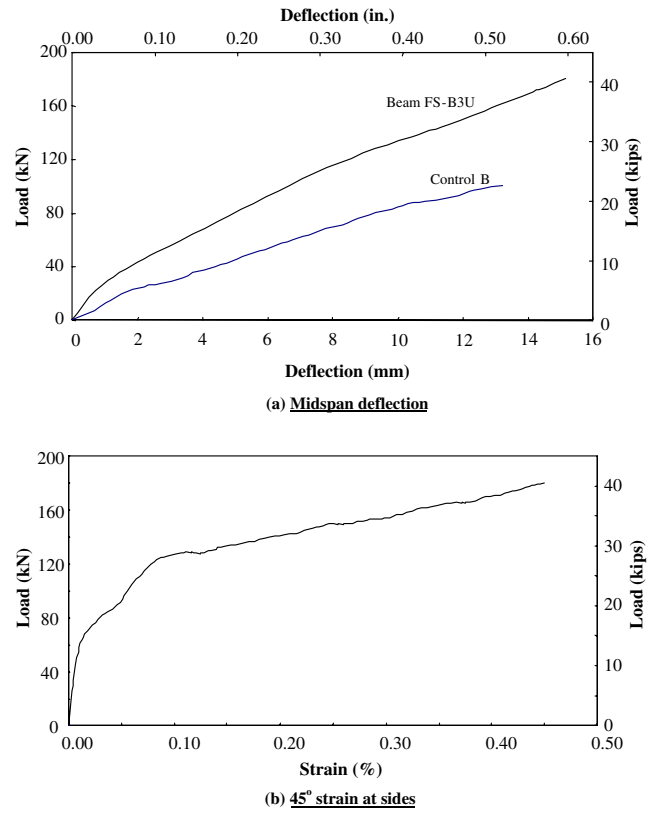 Deflection (in.)
0.00 0.10 0.20 0.30 0.40 0.50 0.60
200
160
120
80
40
0
Load (kN)
Beam FS-B3U
Control B
40
30
20
10
0
Load (kips)
0 2 4 6 8 10 12 14 16
Deflection (mm)
(a) Midspan deflection
200
160
120
80
40
0
Load (kN)
40
30
20
10
0
Load (kips)
0.00 0.10 0.20 0.30 0.40 0.50
Strain (%)
(b) 45° strain at sides